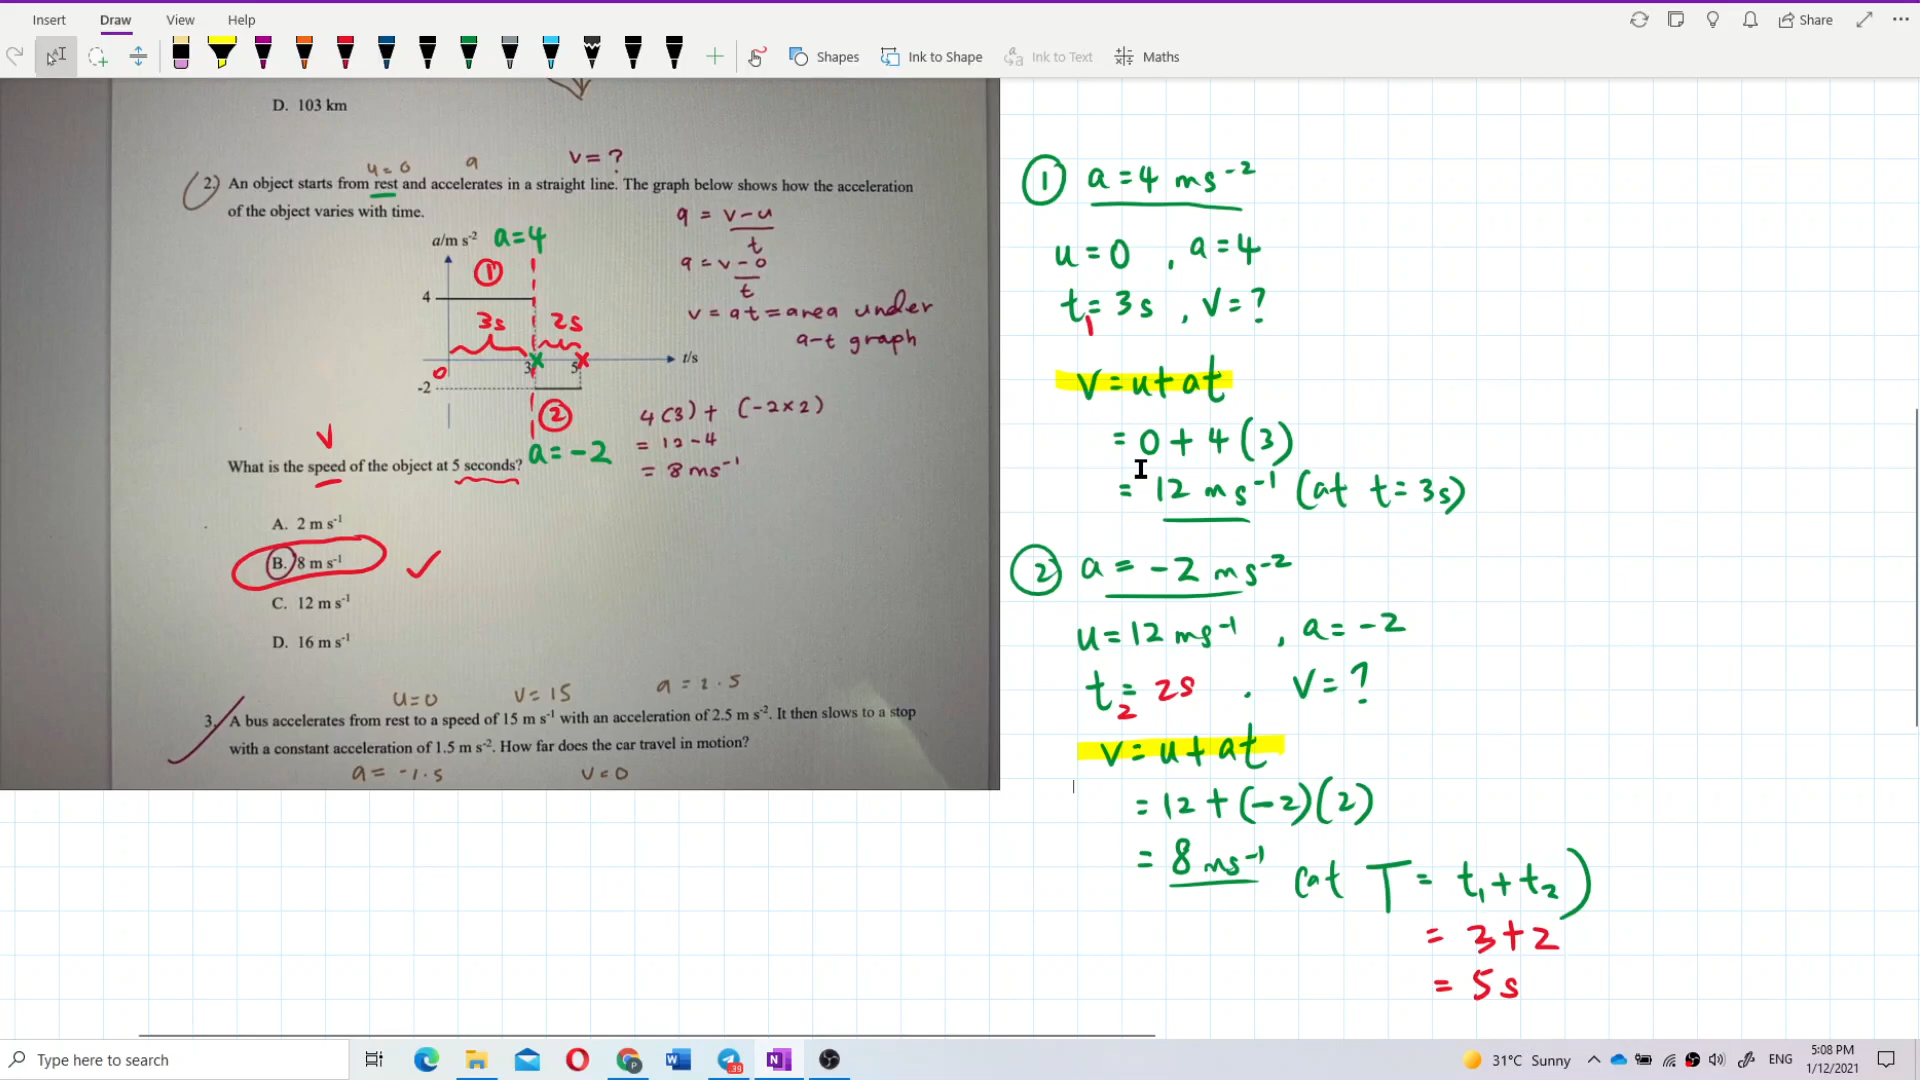 Insert Draw View Help
Share
Shapes Ink to Shape Ink to Text Maths
D. 103 km
u = 0 a v = ?
2.) An object starts from rest and accelerates in a straight line. The graph below shows how the acceleration
of the object varies with time.
a/m s-2 a=4
①
4
3s 2s
0 3 5 t/s
-2
②
a=-2
a = v-u
t
a = v-0
t
v = at = area under
a-t graph
4(3) + (-2×2)
= 12-4
= 8 ms-1
V
What is the speed of the object at 5 seconds?
A. 2 m s-1
B. 8 m s-1
C. 12 m s-1
D. 16 m s-1
u=0 v=15 a = 2.5
3. A bus accelerates from rest to a speed of 15 m s-1 with an acceleration of 2.5 m s-2. It then slows to a stop
with a constant acceleration of 1.5 m s-2. How far does the car travel in motion?
a = -1.5 v=0
① a = 4 ms-2
u = 0 , a = 4
t1 = 3s , V = ?
V = u+at
= 0 + 4(3)
= 12 ms-1 (at t=3s)
② a = -2 ms-2
u=12 ms-1 , a= -2
t2 = 2s . V = ?
V = u+at
= 12 + (-2)(2)
= 8 ms-1 (at T = t1+t2)
= 3+2
= 5s
Type here to search
39
31°C Sunny ENG 5:08 PM
1/12/2021